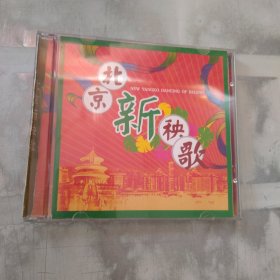 NEW YANGKO DANCING OF BEIJING
北京
新
秧歌